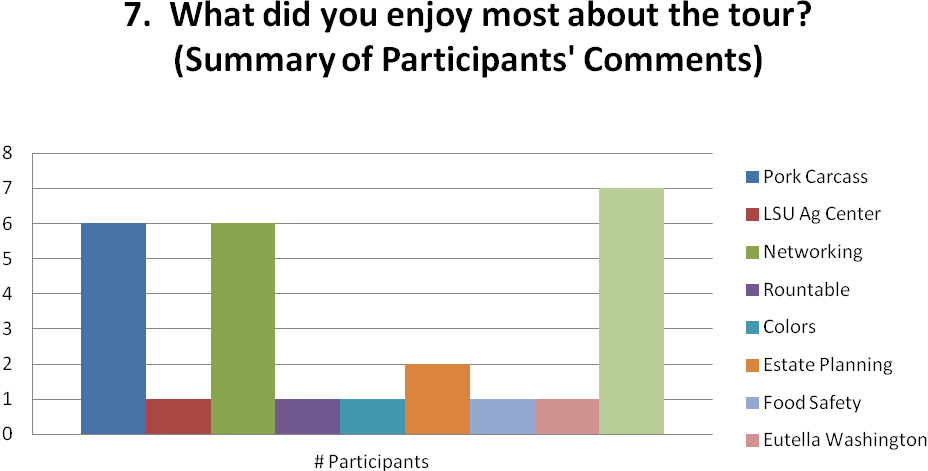 7. What did you enjoy most about the tour?
(Summary of Participants' Comments)
8
7
6
5
4
3
2
1
0
# Participants
Pork Carcass
LSU Ag Center
Networking
Rountable
Colors
Estate Planning
Food Safety
Eutella Washington